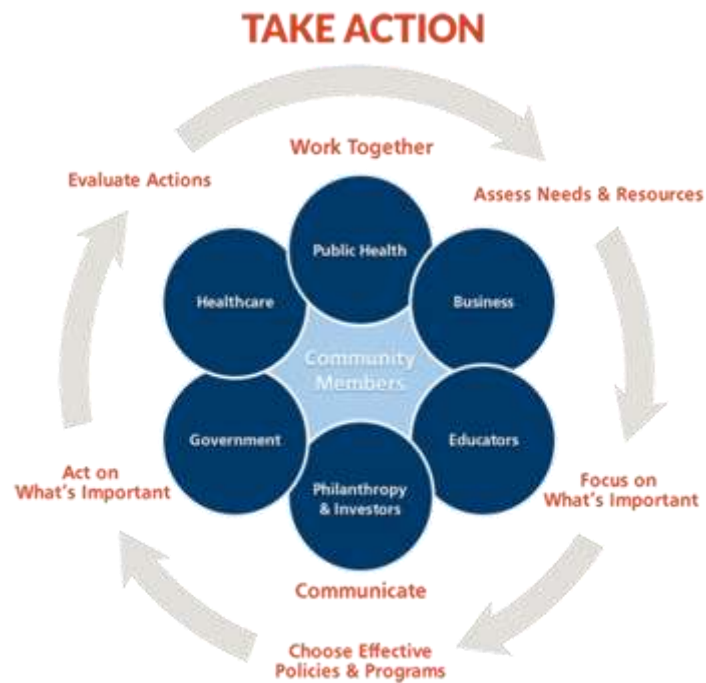 TAKE ACTION
Work Together
Evaluate Actions
Assess Needs & Resources
Public Health
Healthcare
Business
Community
Members
Government
Educators
Philanthropy
& Investors
Act on
What's Important
Focus on
What's Important
Communicate
Choose Effective
Policies & Programs